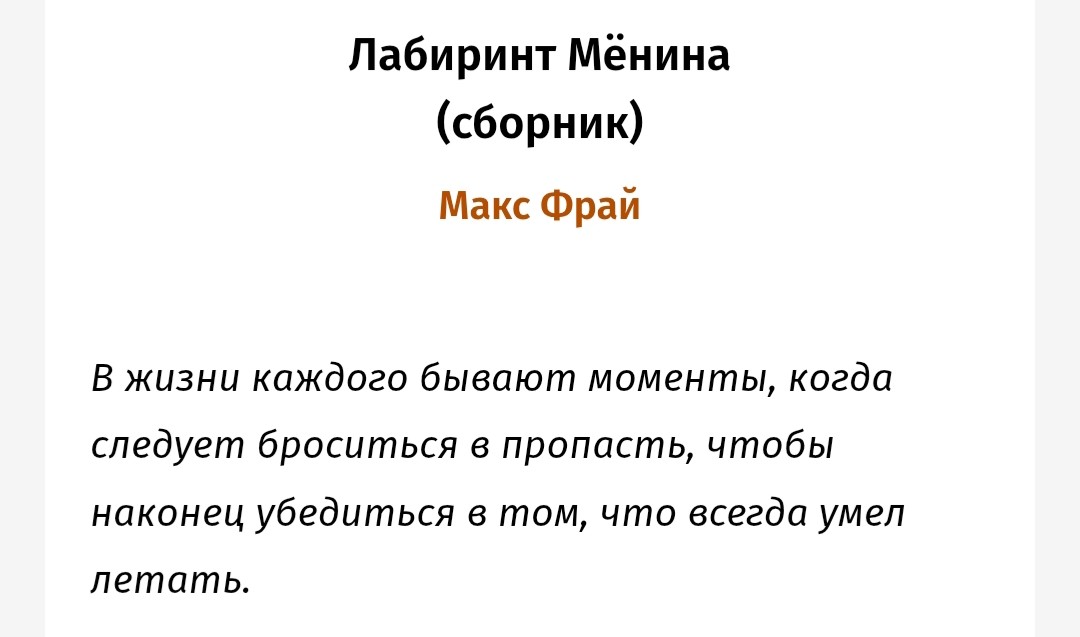 Лабиринт Мёнина
(сборник)
Макс Фрай
В жизни каждого бывают моменты, когда
следует броситься в пропасть, чтобы
наконец убедиться в том, что всегда умел
летать.